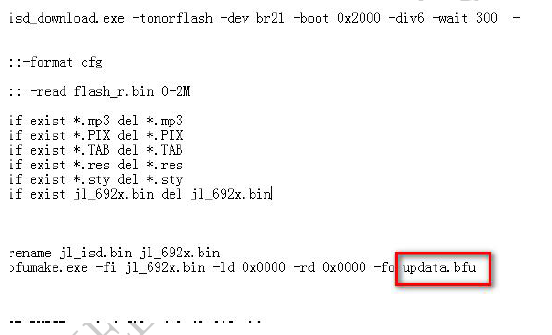 isd_download.exe -tonorflash -dev br21 -boot 0x2000 -div6 -wait 300 -
::-format cfg
:: -read flash_r.bin 0-2M
if exist *.mp3 del *.mp3
if exist *.PIX del *.PIX
if exist *.TAB del *.TAB
if exist *.res del *.res
if exist *.sty del *.sty
if exist jl_692x.bin del jl_692x.bin
rename jl_isd.bin jl_692x.bin
bfumake.exe -fi jl_692x.bin -ld 0x0000 -rd 0x0000 -fo updata.bfu